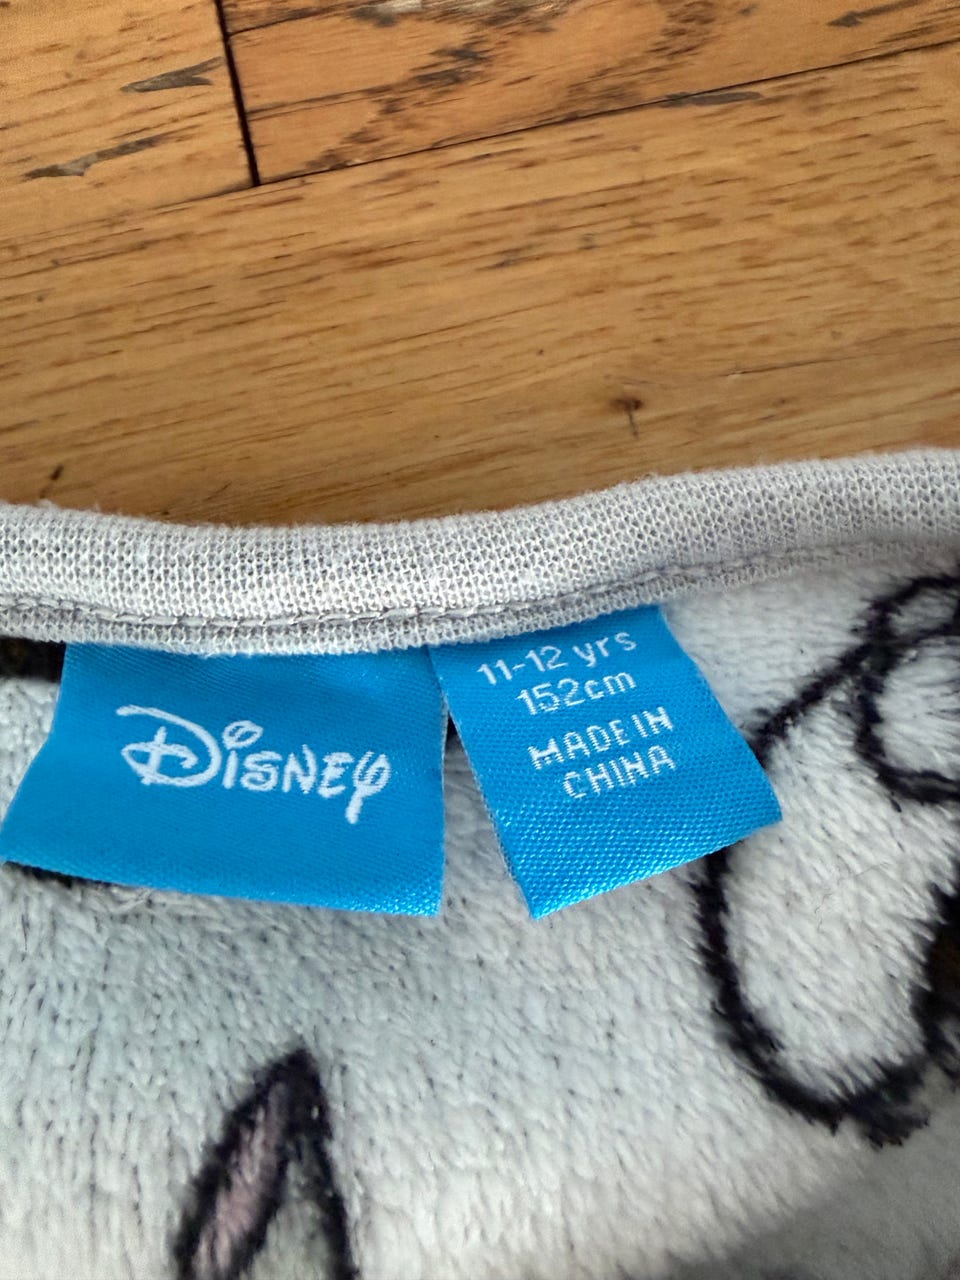 Disney
11-12 yrs
152cm
MADE IN
CHINA